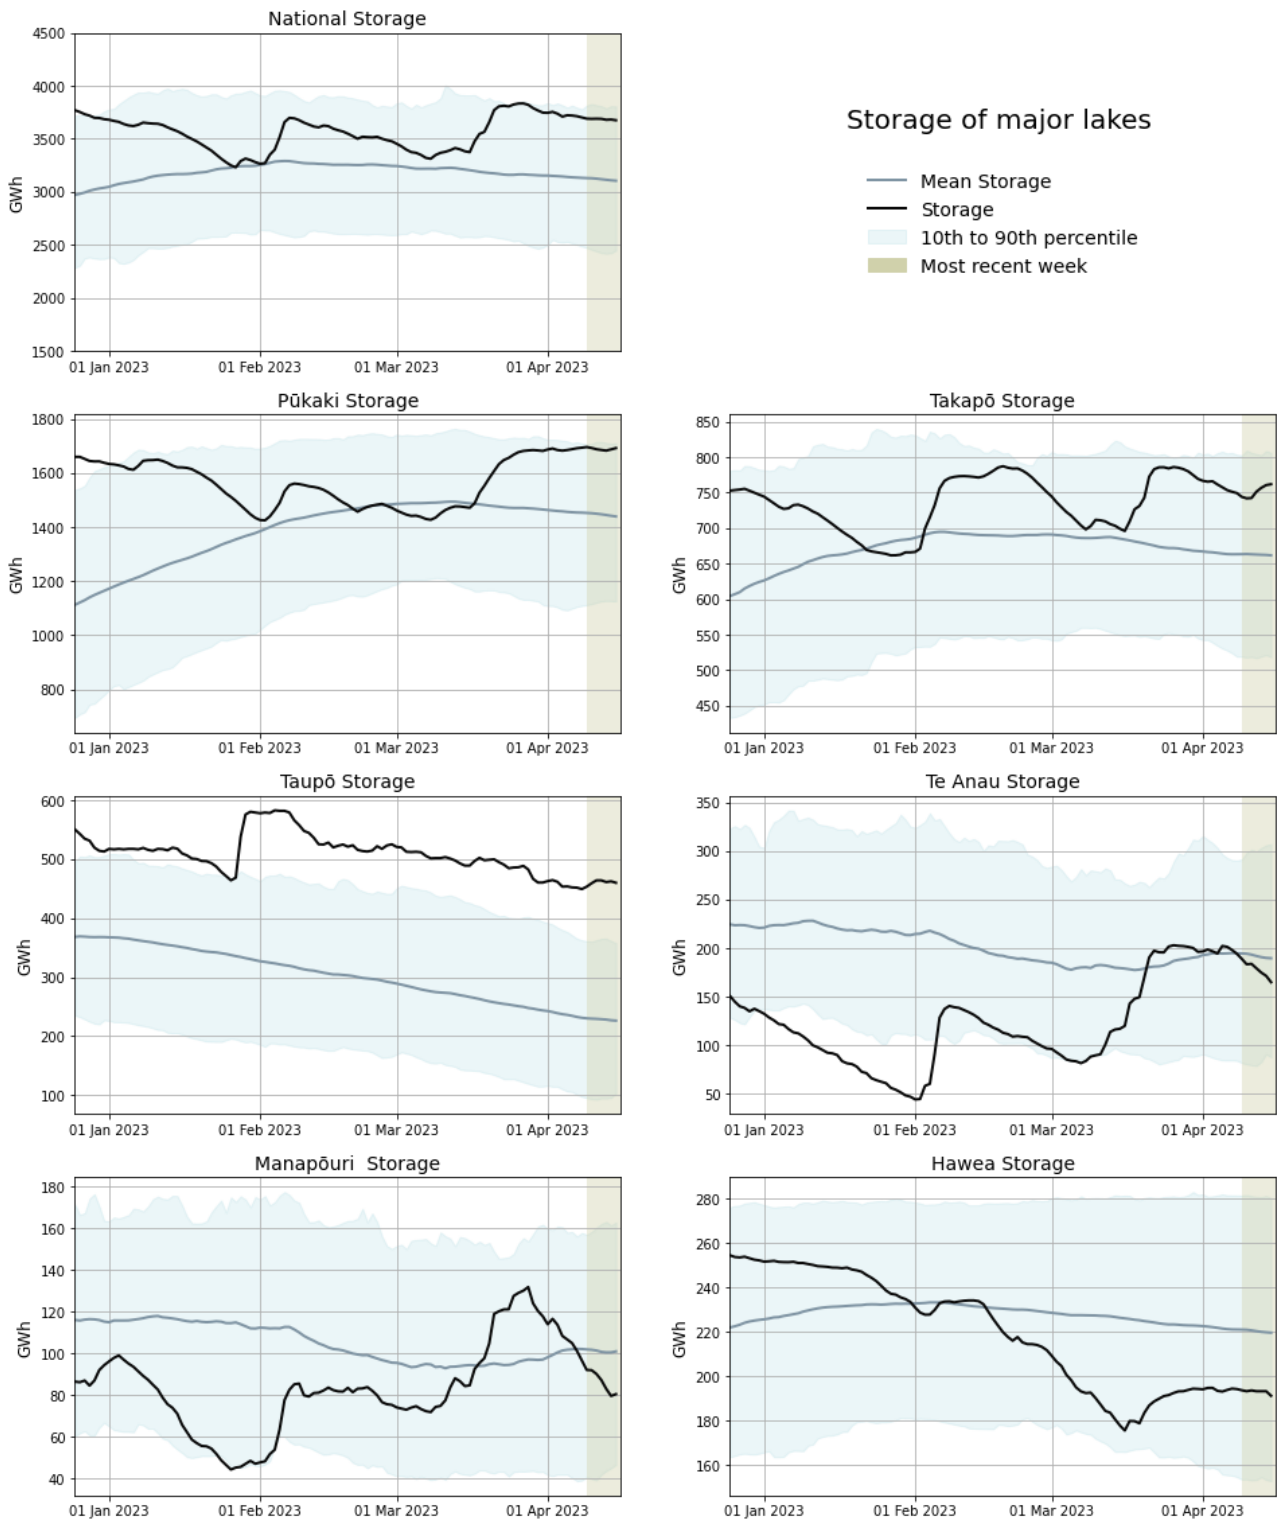 National Storage
4500
4000
3500
3000
2500
2000
1500
GWh
01 Jan 2023 01 Feb 2023 01 Mar 2023 01 Apr 2023
Storage of major lakes
Mean Storage
Storage
10th to 90th percentile
Most recent week
Pūkaki Storage
1800
1600
1400
1200
1000
800
GWh
01 Jan 2023 01 Feb 2023 01 Mar 2023 01 Apr 2023
Takapō Storage
850
800
750
700
650
600
550
500
450
GWh
01 Jan 2023 01 Feb 2023 01 Mar 2023 01 Apr 2023
Taupō Storage
600
500
400
300
200
100
GWh
01 Jan 2023 01 Feb 2023 01 Mar 2023 01 Apr 2023
Te Anau Storage
350
300
250
200
150
100
50
GWh
01 Jan 2023 01 Feb 2023 01 Mar 2023 01 Apr 2023
Manapōuri  Storage
180
160
140
120
100
80
60
40
GWh
01 Jan 2023 01 Feb 2023 01 Mar 2023 01 Apr 2023
Hawea Storage
280
260
240
220
200
180
160
GWh
01 Jan 2023 01 Feb 2023 01 Mar 2023 01 Apr 2023